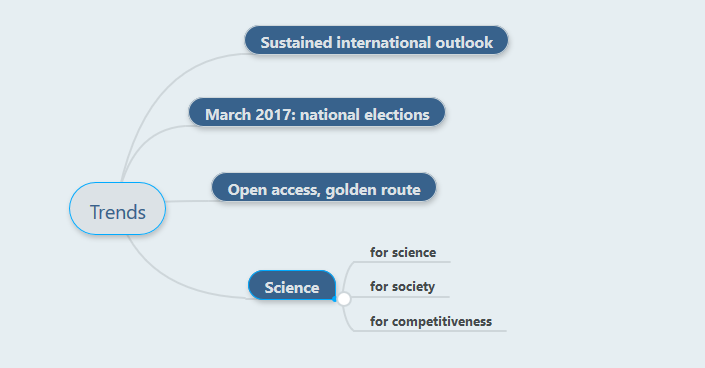 Sustained international outlook
March 2017: national elections
Open access, golden route
Trends
Science
for science
for society
for competitiveness